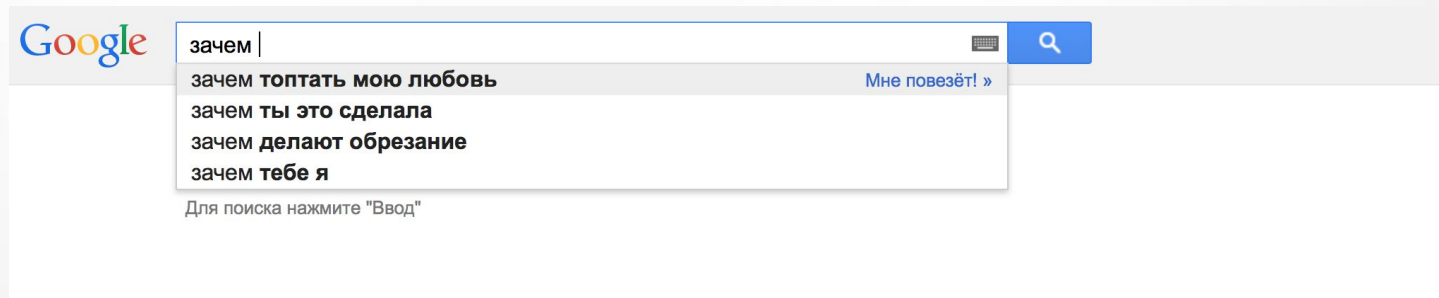 Google зачем
зачем топтать мою любовь Мне повезёт! »
зачем ты это сделала
зачем делают обрезание
зачем тебе я
Для поиска нажмите "Ввод"